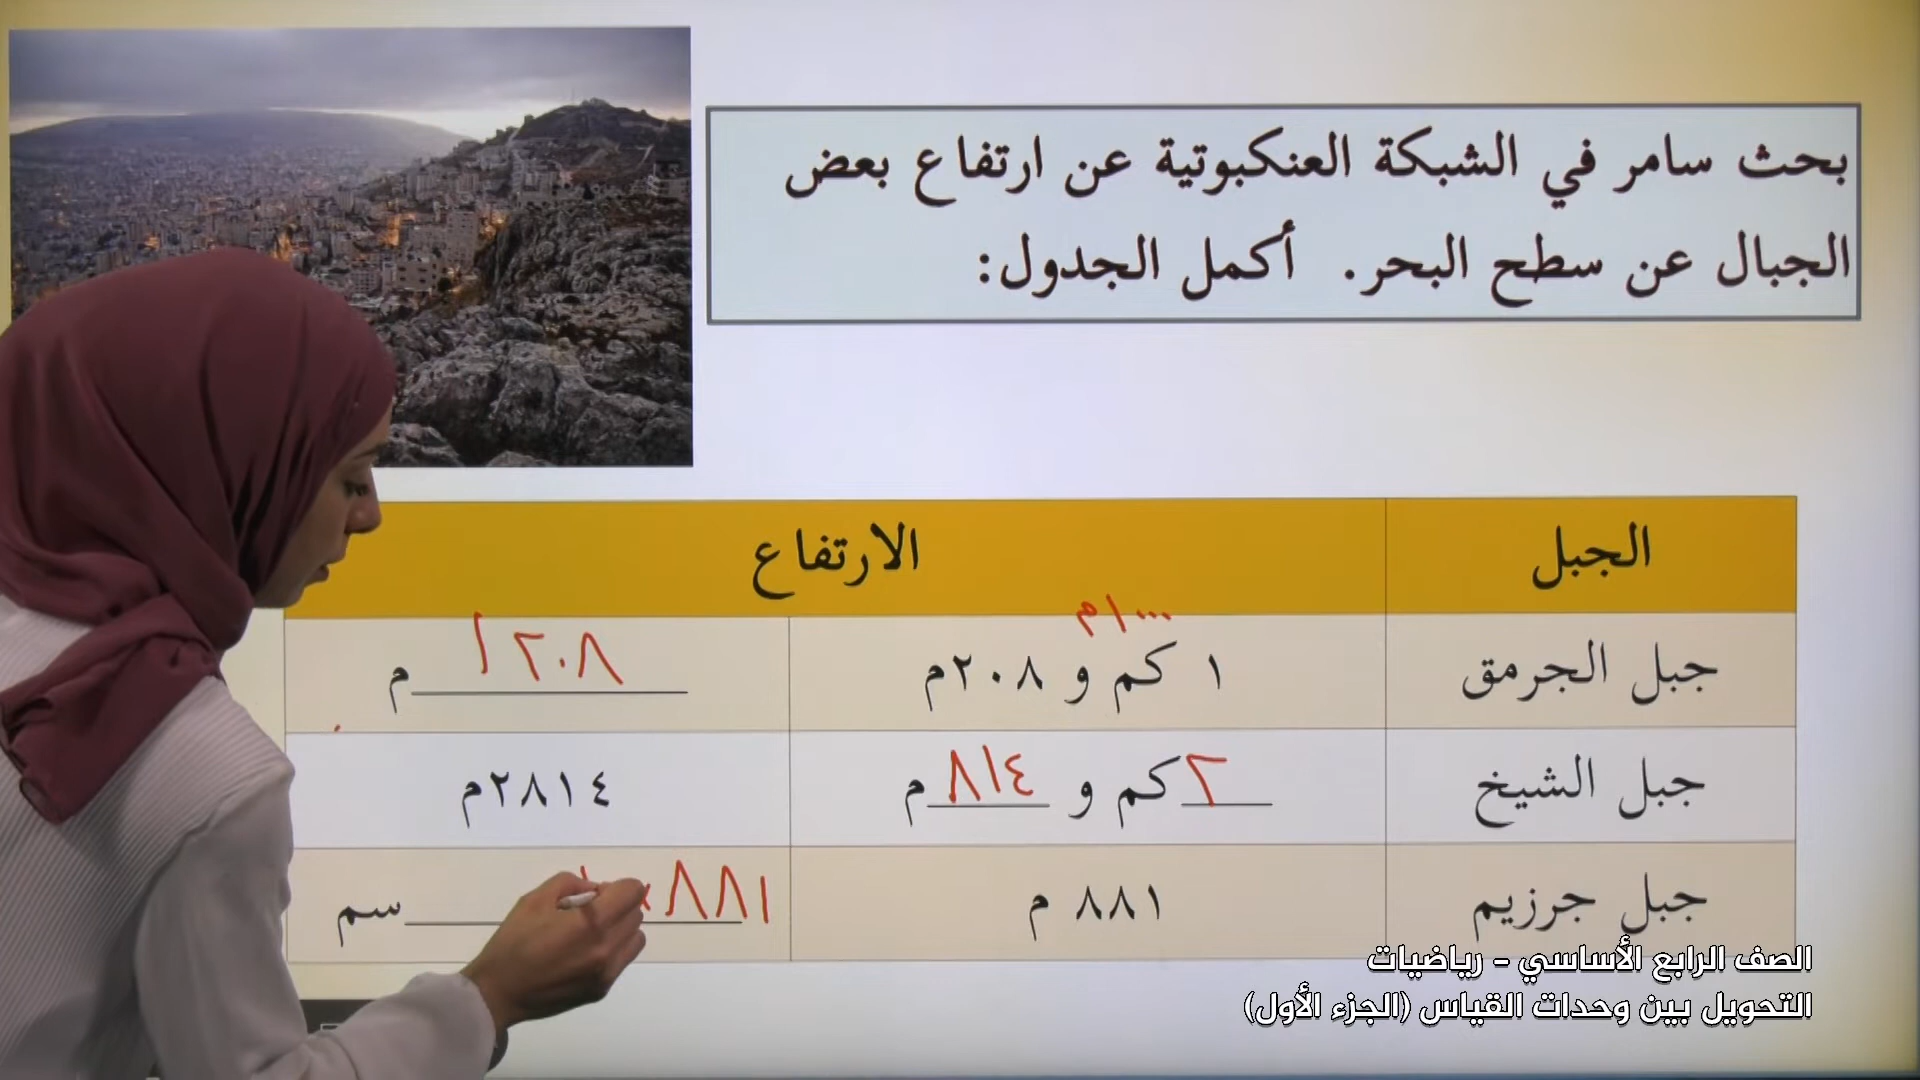 بحث سامر في الشبكة العنكبوتية عن ارتفاع بعض
الجبال عن سطح البحر. أكمل الجدول:
الجبل الارتفاع
١٠٠٠م
جبل الجرمق ١ كم و ٢٠٨م ١٢٠٨ م
جبل الشيخ ٢ كم و ٨١٤ م ٢٨١٤م
جبل جرزيم ٨٨١ م ٨٨١ سم
الصف الرابع الأساسي - رياضيات
التحويل بين وحدات القياس (الجزء الأول)